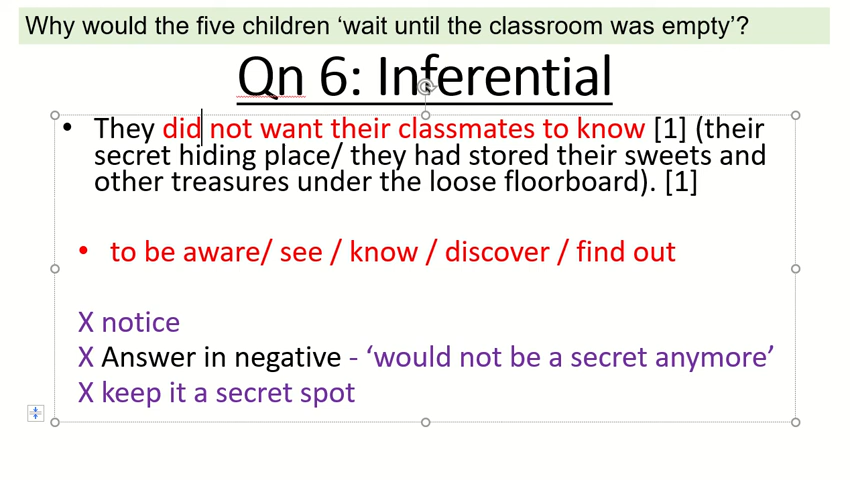 Why would the five children ‘wait until the classroom was empty’?
Qn 6: Inferential
• They did not want their classmates to know [1] (their
secret hiding place/ they had stored their sweets and
other treasures under the loose floorboard). [1]
• to be aware/ see / know / discover / find out
X notice
X Answer in negative - ‘would not be a secret anymore’
X keep it a secret spot